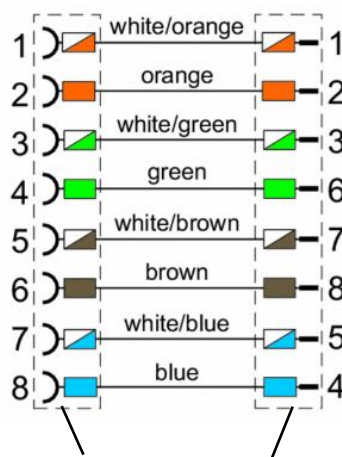 1 white/orange 1
2 orange 2
3 white/green 3
4 green 6
5 white/brown 7
6 brown 8
7 white/blue 5
8 blue 4